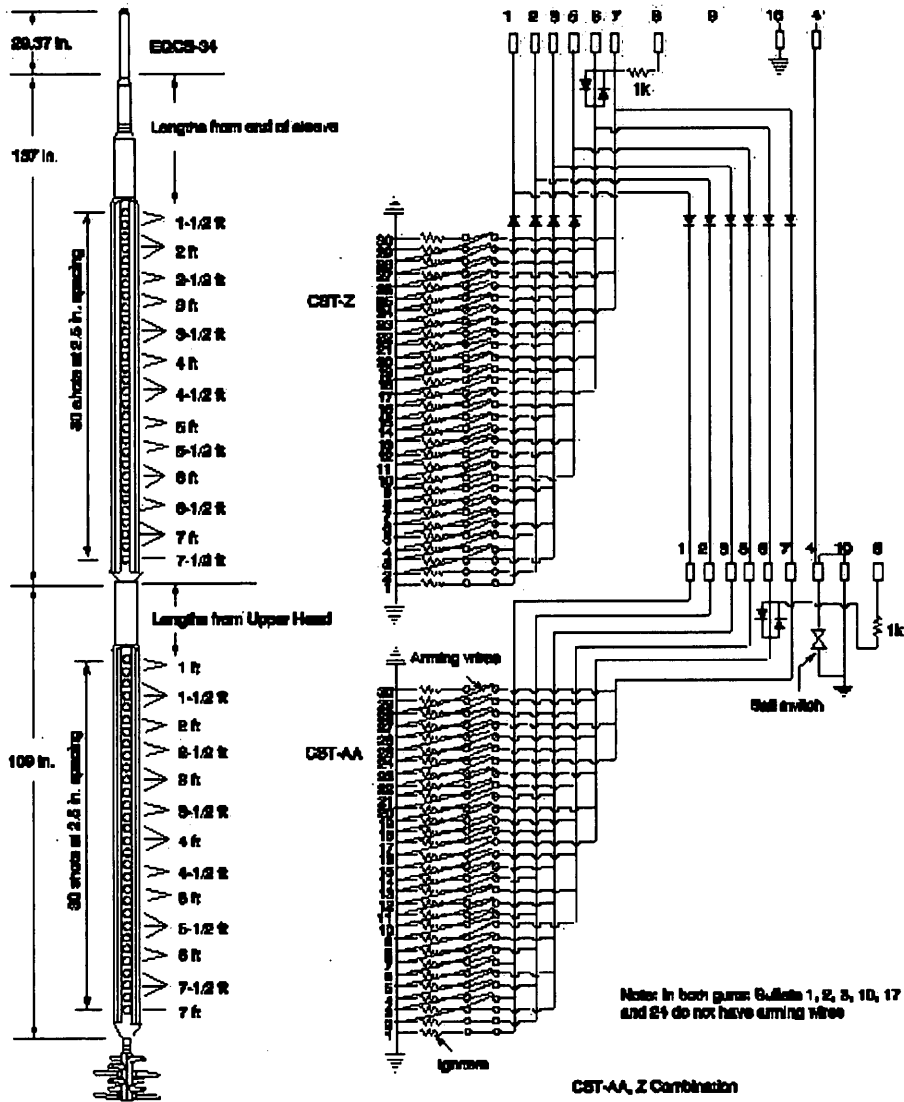 1 2 3 5 6 7 8 9 10 4
29.37 in.
EQCS-34
1k
Lengths from end of sleeve
137 in.
1-1/2 ft
2 ft
2-1/2 ft
3 ft
3-1/2 ft
4 ft
4-1/2 ft
5 ft
5-1/2 ft
6 ft
6-1/2 ft
7 ft
7-1/2 ft
30 shots at 2.5 in. spacing
CST-Z
1 2 3 5 6 7 4 10 8
1k
Ball switch
Lengths from Upper Head
Arming wires
1 ft
1-1/2 ft
2 ft
2-1/2 ft
3 ft
3-1/2 ft
4 ft
4-1/2 ft
5 ft
5-1/2 ft
6 ft
7-1/2 ft
7 ft
109 in.
30 shots at 2.5 in. spacing
CST-AA
Ignitors
Note: In both guns: Bullets 1, 2, 3, 10, 17
and 24 do not have arming wires
CST-AA, Z Combination